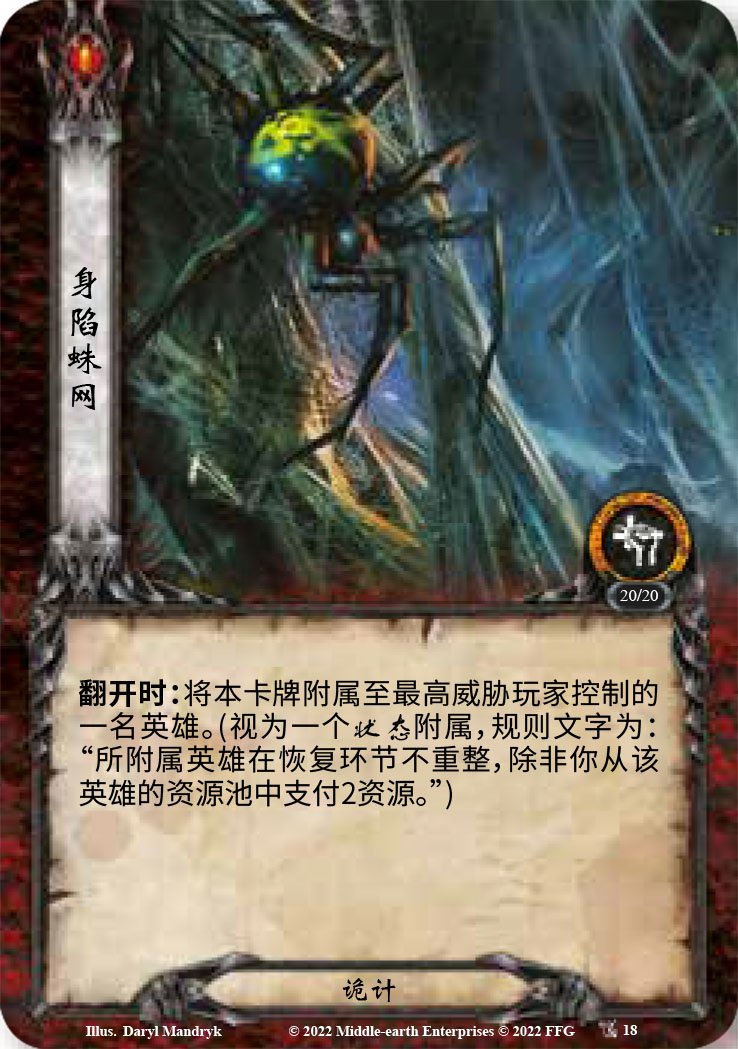 身陷蛛网
20/20
翻开时：将本卡牌附属至最高威胁玩家控制的
一名英雄。（视为一个状态附属，规则文字为：
“所附属英雄在恢复环节不重整，除非你从该
英雄的资源池中支付2资源。”）
诡计
Illus. Daryl Mandryk © 2022 Middle-earth Enterprises © 2022 FFG 18